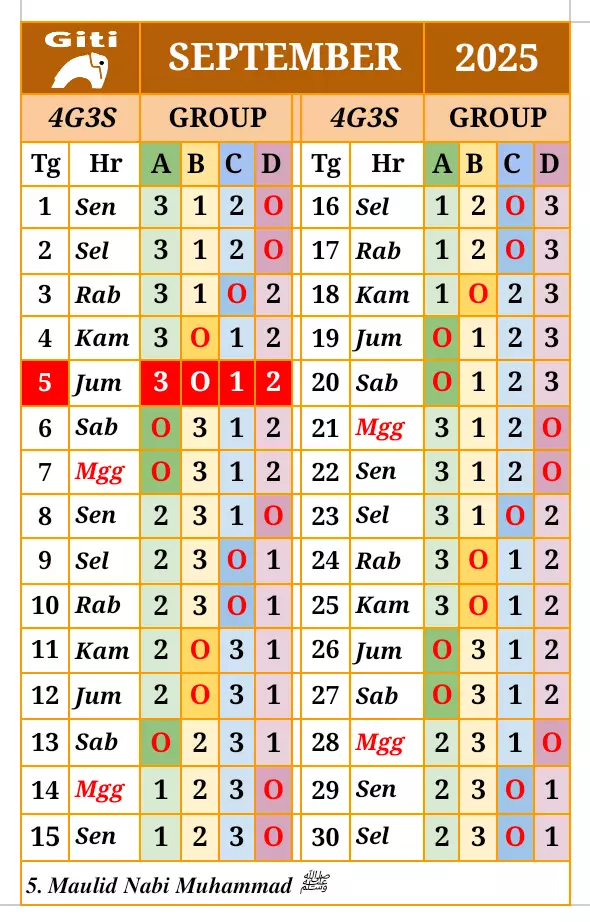 Giti SEPTEMBER 2025
4G3S GROUP 4G3S GROUP
Tg Hr A B C D Tg Hr A B C D
1 Sen 3 1 2 O 16 Sel 1 2 O 3
2 Sel 3 1 2 O 17 Rab 1 2 O 3
3 Rab 3 1 O 2 18 Kam 1 O 2 3
4 Kam 3 O 1 2 19 Jum O 1 2 3
5 Jum 3 O 1 2 20 Sab O 1 2 3
6 Sab O 3 1 2 21 Mgg 3 1 2 O
7 Mgg O 3 1 2 22 Sen 3 1 2 O
8 Sen 2 3 1 O 23 Sel 3 1 O 2
9 Sel 2 3 O 1 24 Rab 3 O 1 2
10 Rab 2 3 O 1 25 Kam 3 O 1 2
11 Kam 2 O 3 1 26 Jum O 3 1 2
12 Jum 2 O 3 1 27 Sab O 3 1 2
13 Sab O 2 3 1 28 Mgg 2 3 1 O
14 Mgg 1 2 3 O 29 Sen 2 3 O 1
15 Sen 1 2 3 O 30 Sel 2 3 O 1
5. Maulid Nabi Muhammad ﷺ